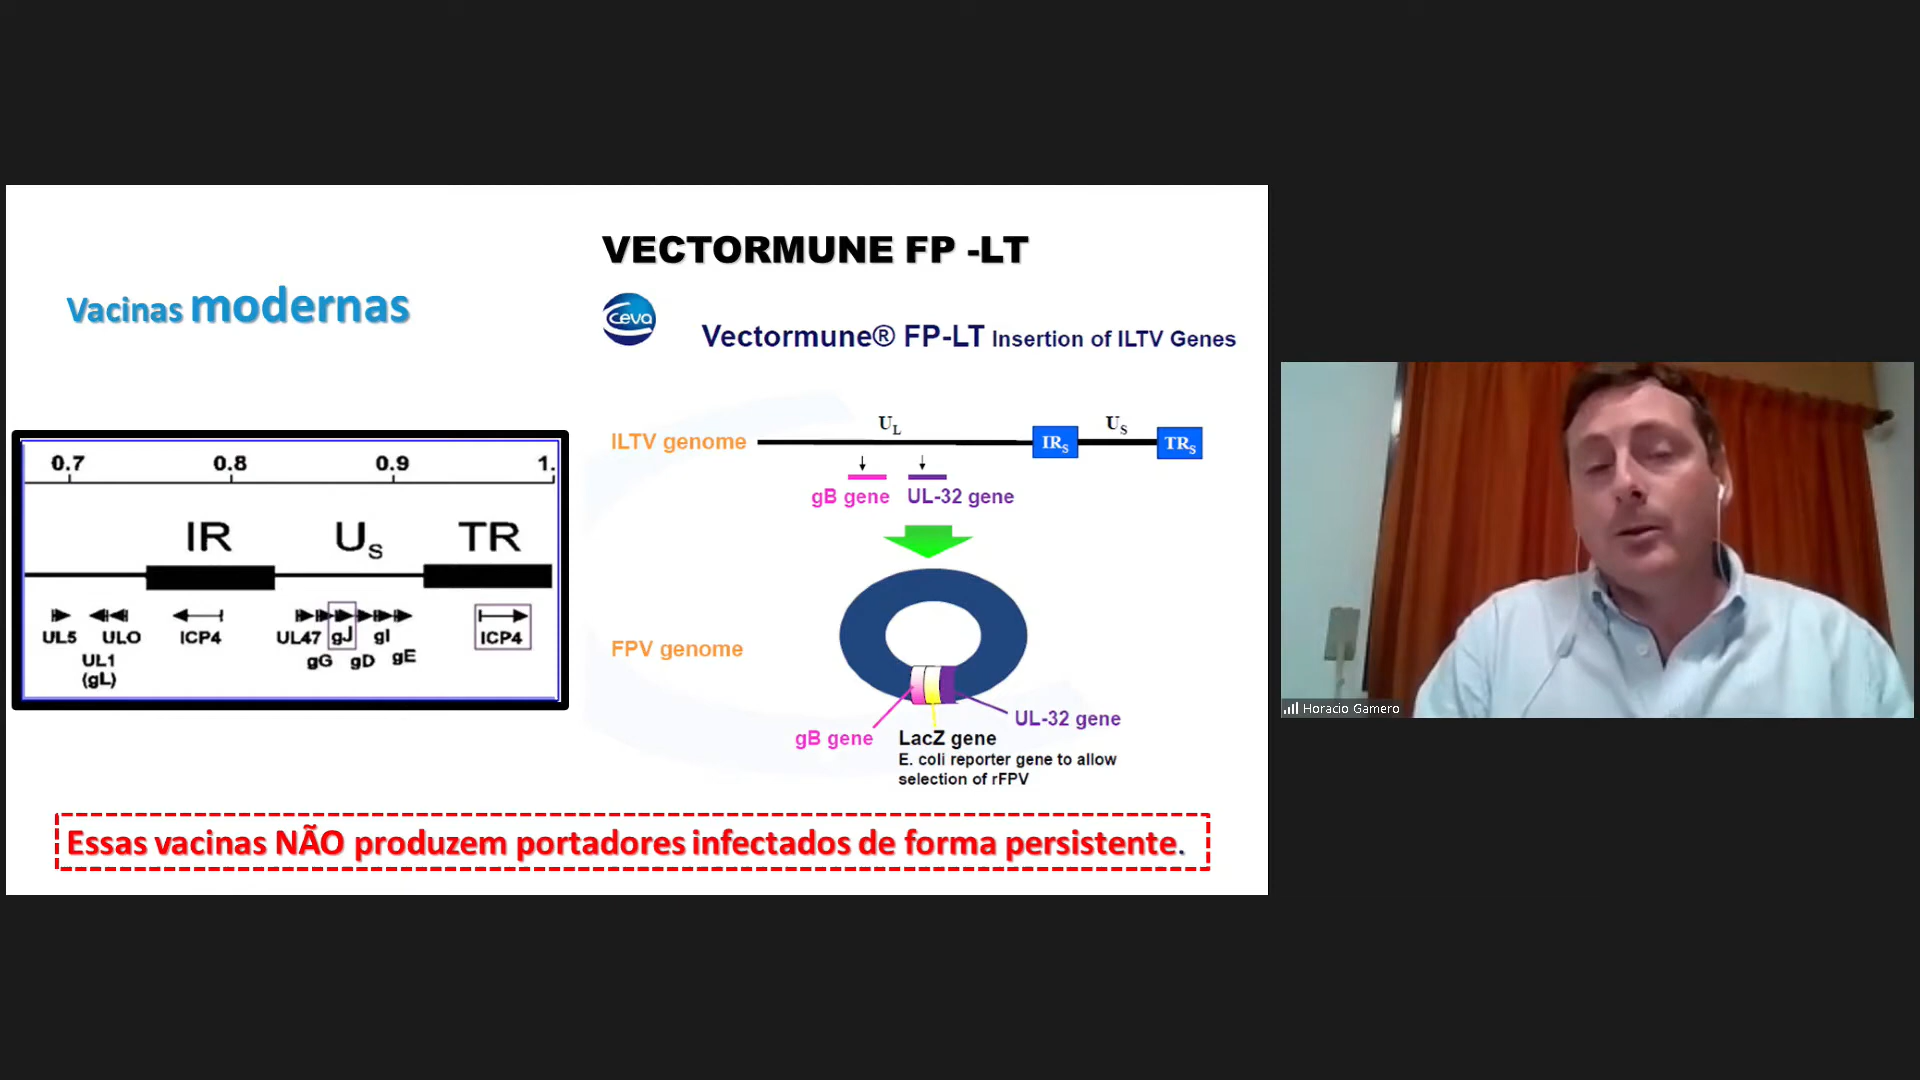 VECTORMUNE FP -LT
Vacinas modernas
ceva
Vectormune® FP-LT Insertion of ILTV Genes
0.7 0.8 0.9 1.
IR US TR
UL5 ULO ICP4 UL47 gJ gI ICP4
UL1 gG gD gE
(gL)
UL US
ILTV genome IRS TRS
gB gene UL-32 gene
FPV genome
UL-32 gene
gB gene LacZ gene
E. coli reporter gene to allow
selection of rFPV
Essas vacinas NÃO produzem portadores infectados de forma persistente.
Horacio Gamero